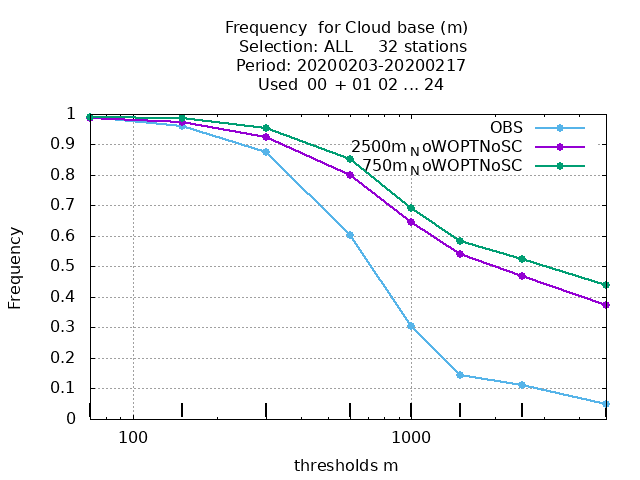 Frequency  for Cloud base (m)
Selection: ALL     32 stations
Period: 20200203-20200217
Used  00  + 01 02 ... 24
1
0.9
0.8
0.7
0.6
0.5
0.4
0.3
0.2
0.1
0
Frequency
OBS
2500mNoWOPTNoSC
750mNoWOPTNoSC
100
1000
thresholds m